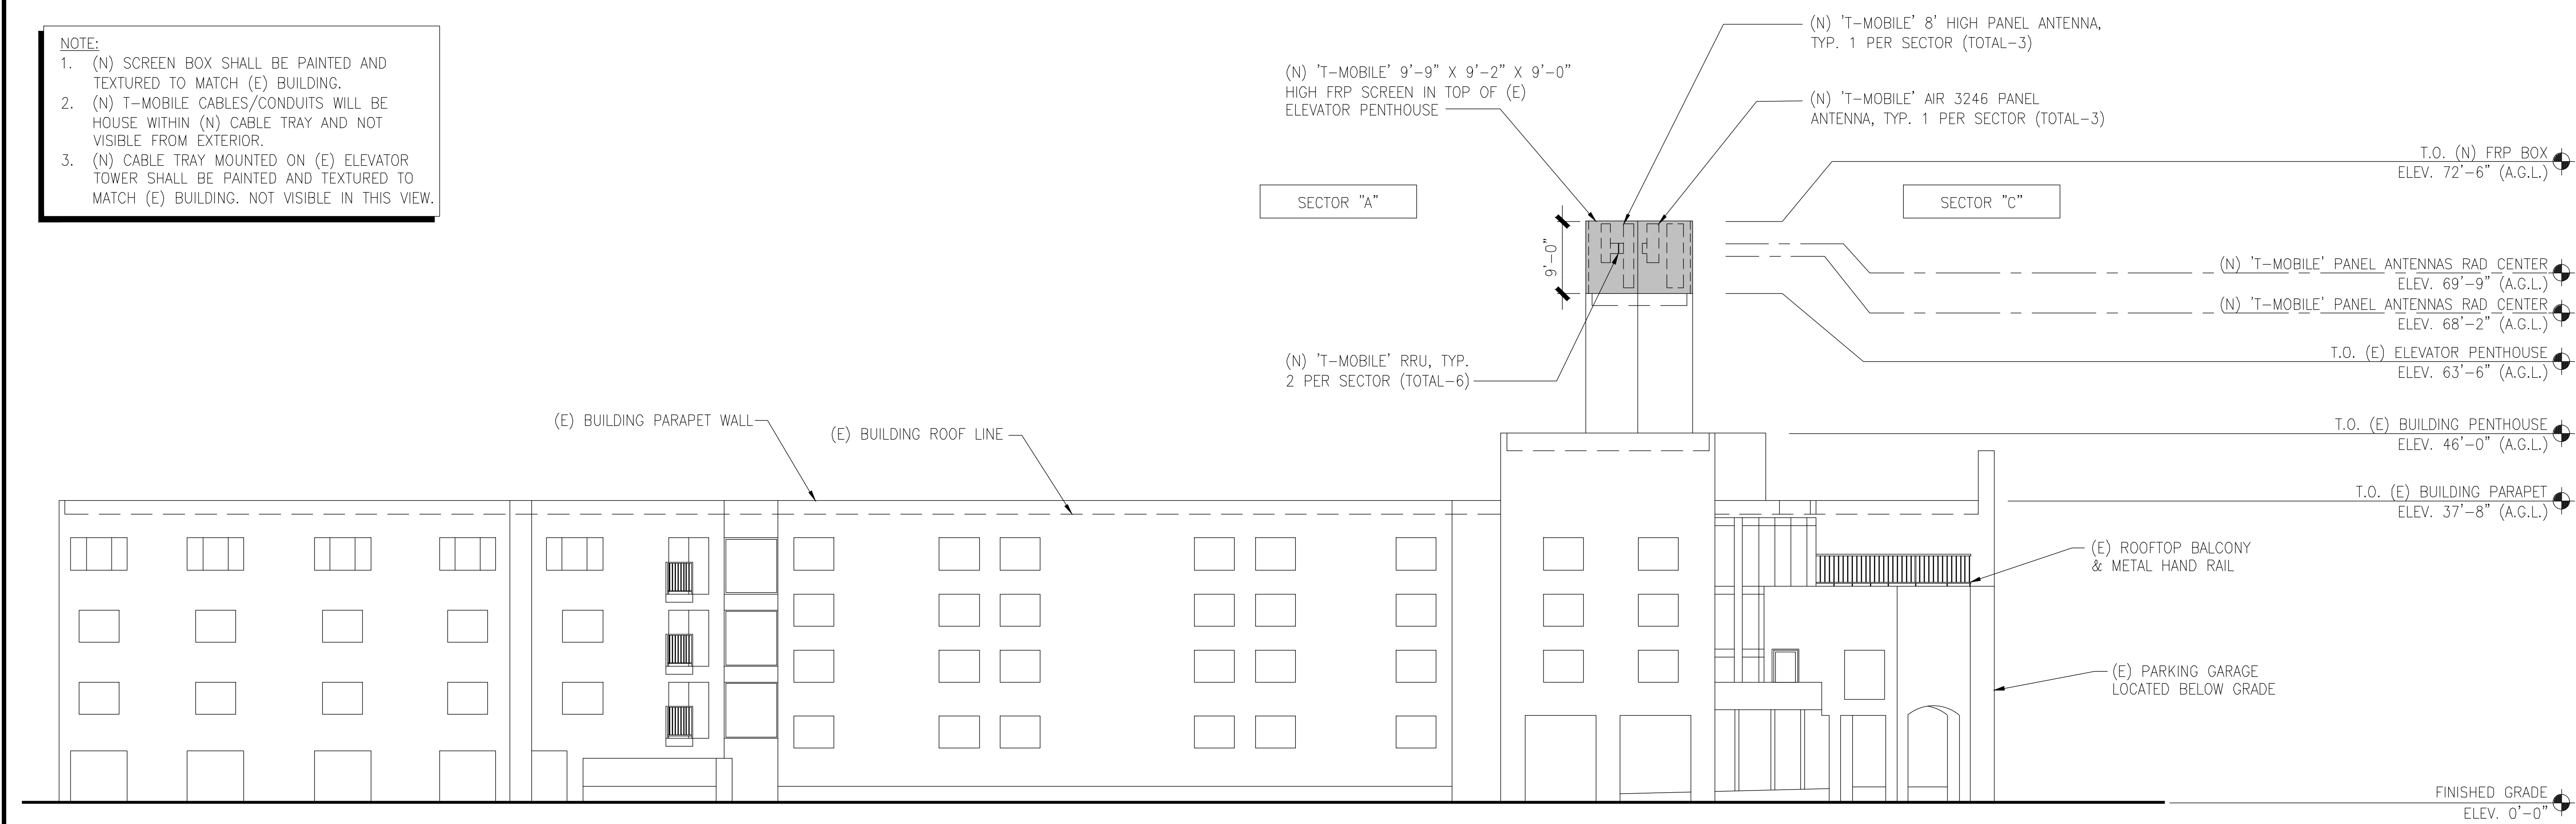 NOTE:
1. (N) SCREEN BOX SHALL BE PAINTED AND
TEXTURED TO MATCH (E) BUILDING.
2. (N) T-MOBILE CABLES/CONDUITS WILL BE
HOUSE WITHIN (N) CABLE TRAY AND NOT
VISIBLE FROM EXTERIOR.
3. (N) CABLE TRAY MOUNTED ON (E) ELEVATOR
TOWER SHALL BE PAINTED AND TEXTURED TO
MATCH (E) BUILDING. NOT VISIBLE IN THIS VIEW.
(N) 'T-MOBILE' 8' HIGH PANEL ANTENNA,
TYP. 1 PER SECTOR (TOTAL-3)
(N) 'T-MOBILE' 9'-9" X 9'-2" X 9'-0"
HIGH FRP SCREEN IN TOP OF (E)
ELEVATOR PENTHOUSE
(N) 'T-MOBILE' AIR 3246 PANEL
ANTENNA, TYP. 1 PER SECTOR (TOTAL-3)
T.O. (N) FRP BOX
ELEV. 72'-6" (A.G.L.)
SECTOR "A"
SECTOR "C"
9'-0"
(N) 'T-MOBILE' PANEL ANTENNAS RAD CENTER
ELEV. 69'-9" (A.G.L.)
(N) 'T-MOBILE' PANEL ANTENNAS RAD CENTER
ELEV. 68'-2" (A.G.L.)
T.O. (E) ELEVATOR PENTHOUSE
ELEV. 63'-6" (A.G.L.)
(N) 'T-MOBILE' RRU, TYP.
2 PER SECTOR (TOTAL-6)
(E) BUILDING PARAPET WALL
(E) BUILDING ROOF LINE
T.O. (E) BUILDING PENTHOUSE
ELEV. 46'-0" (A.G.L.)
T.O. (E) BUILDING PARAPET
ELEV. 37'-8" (A.G.L.)
(E) ROOFTOP BALCONY
& METAL HAND RAIL
(E) PARKING GARAGE
LOCATED BELOW GRADE
FINISHED GRADE
ELEV. 0'-0"